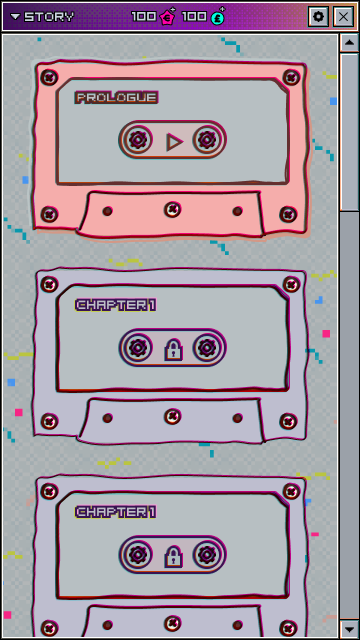 STORY
100 100
PROLOGUE
CHAPTER 1
CHAPTER 1